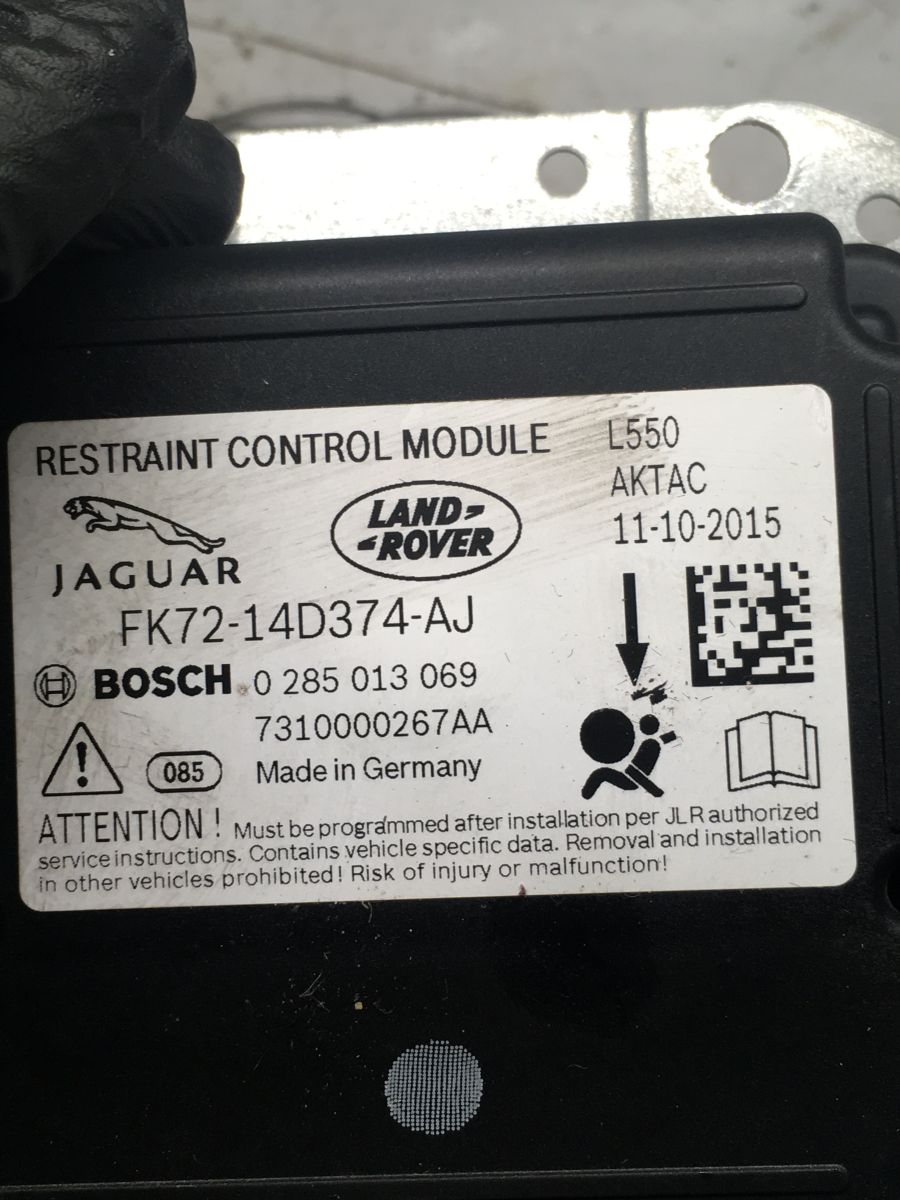 RESTRAINT CONTROL MODULE
L550
AKTAC
11-10-2015
JAGUAR
LAND
ROVER
FK72-14D374-AJ
BOSCH 0 285 013 069
7310000267AA
085 Made in Germany
ATTENTION ! Must be programmed after installation per JLR authorized
service instructions. Contains vehicle specific data. Removal and installation
in other vehicles prohibited! Risk of injury or malfunction!